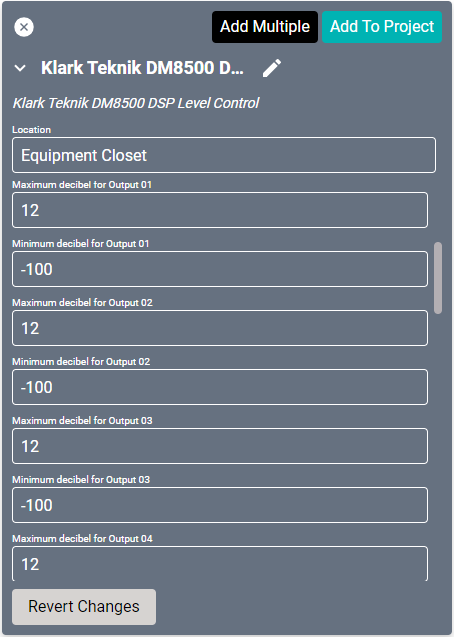 Add Multiple
Add To Project
Klark Teknik DM8500 D...
Klark Teknik DM8500 DSP Level Control
Location
Equipment Closet
Maximum decibel for Output 01
12
Minimum decibel for Output 01
-100
Maximum decibel for Output 02
12
Minimum decibel for Output 02
-100
Maximum decibel for Output 03
12
Minimum decibel for Output 03
-100
Maximum decibel for Output 04
12
Revert Changes